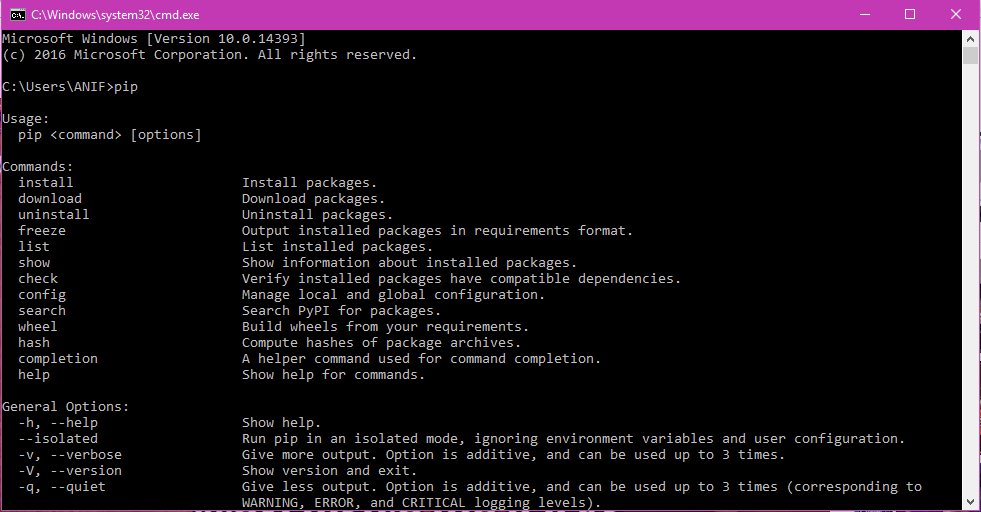 C:\Windows\system32\cmd.exe
Microsoft Windows [Version 10.0.14393]
(c) 2016 Microsoft Corporation. All rights reserved.
C:\Users\ANIF>pip
Usage:
  pip <command> [options]
Commands:
  install                     Install packages.
  download                    Download packages.
  uninstall                   Uninstall packages.
  freeze                      Output installed packages in requirements format.
  list                        List installed packages.
  show                        Show information about installed packages.
  check                       Verify installed packages have compatible dependencies.
  config                      Manage local and global configuration.
  search                      Search PyPI for packages.
  wheel                       Build wheels from your requirements.
  hash                        Compute hashes of package archives.
  completion                  A helper command used for command completion.
  help                        Show help for commands.
General Options:
  -h, --help                  Show help.
  --isolated                  Run pip in an isolated mode, ignoring environment variables and user configuration.
  -v, --verbose               Give more output. Option is additive, and can be used up to 3 times.
  -V, --version               Show version and exit.
  -q, --quiet                 Give less output. Option is additive, and can be used up to 3 times (corresponding to
                              WARNING, ERROR, and CRITICAL logging levels).